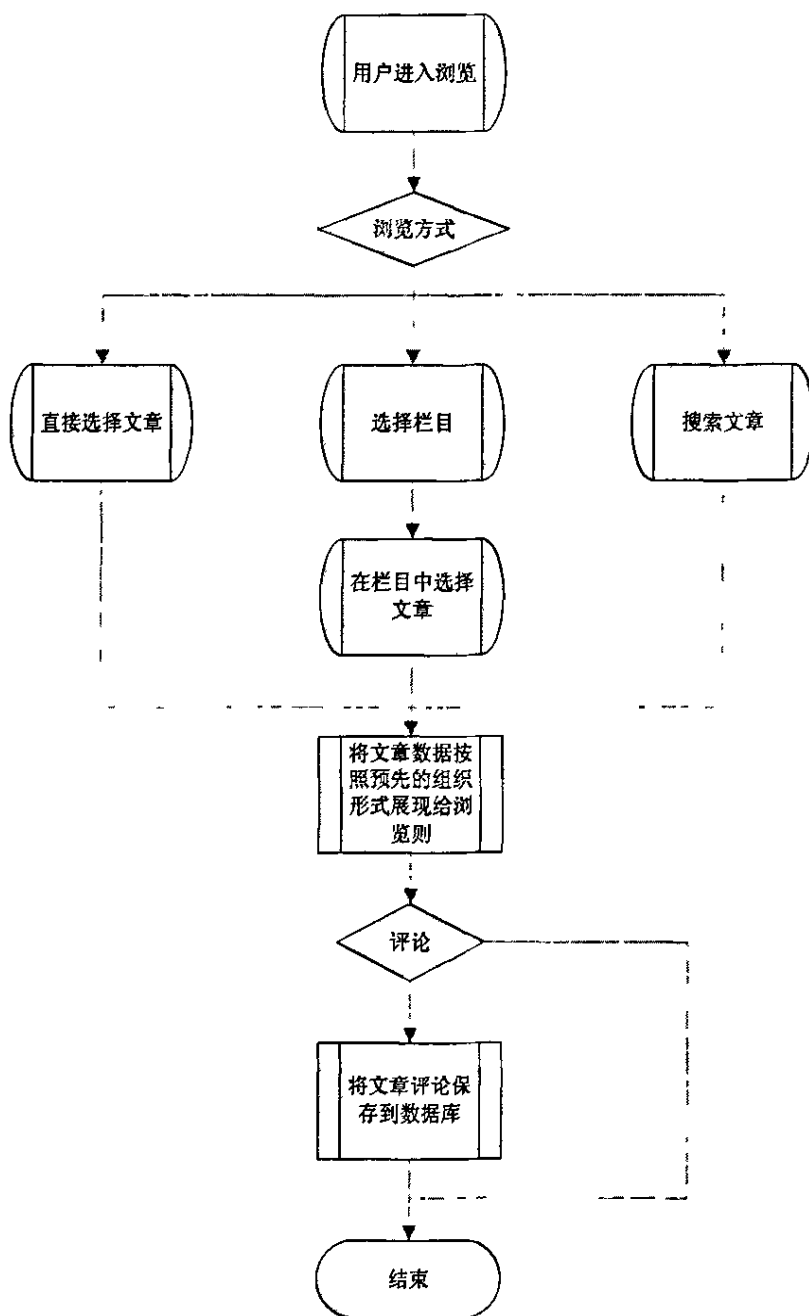 用户进入浏览
浏览方式
直接选择文章
选择栏目
搜索文章
在栏目中选择
文章
将文章数据按
照预先的组织
形式展现给浏
览则
评论
将文章评论保
存到数据库
结束